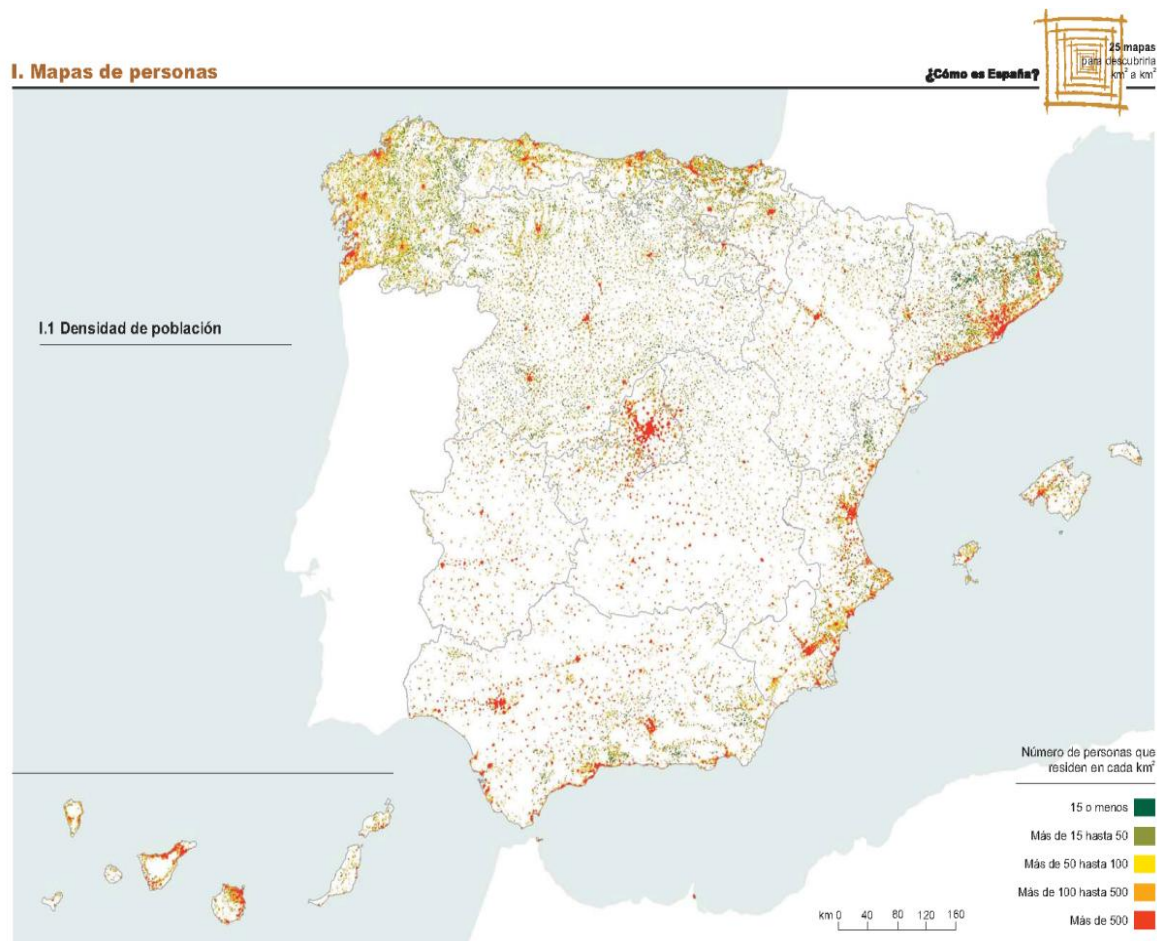 I. Mapas de personas
¿Cómo es España?
25 mapas
para descubrirla
km² a km²
I.1 Densidad de población
Número de personas que
residen en cada km²
15 o menos
Más de 15 hasta 50
Más de 50 hasta 100
Más de 100 hasta 500
Más de 500
km 0 40 80 120 160